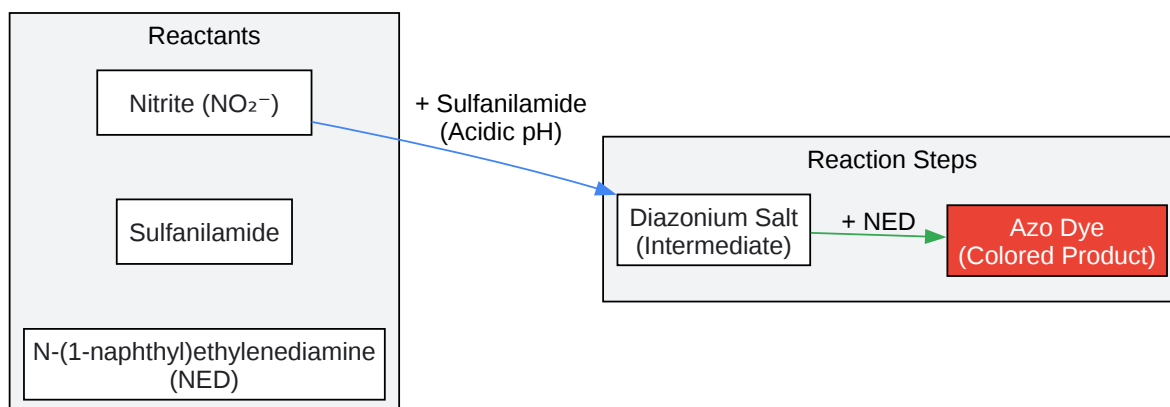 Reactants
Nitrite (NO₂⁻)
Sulfanilamide
N-(1-naphthyl)ethylenediamine
(NED)
+ Sulfanilamide
(Acidic pH)
Reaction Steps
Diazonium Salt
(Intermediate)
+ NED
Azo Dye
(Colored Product)